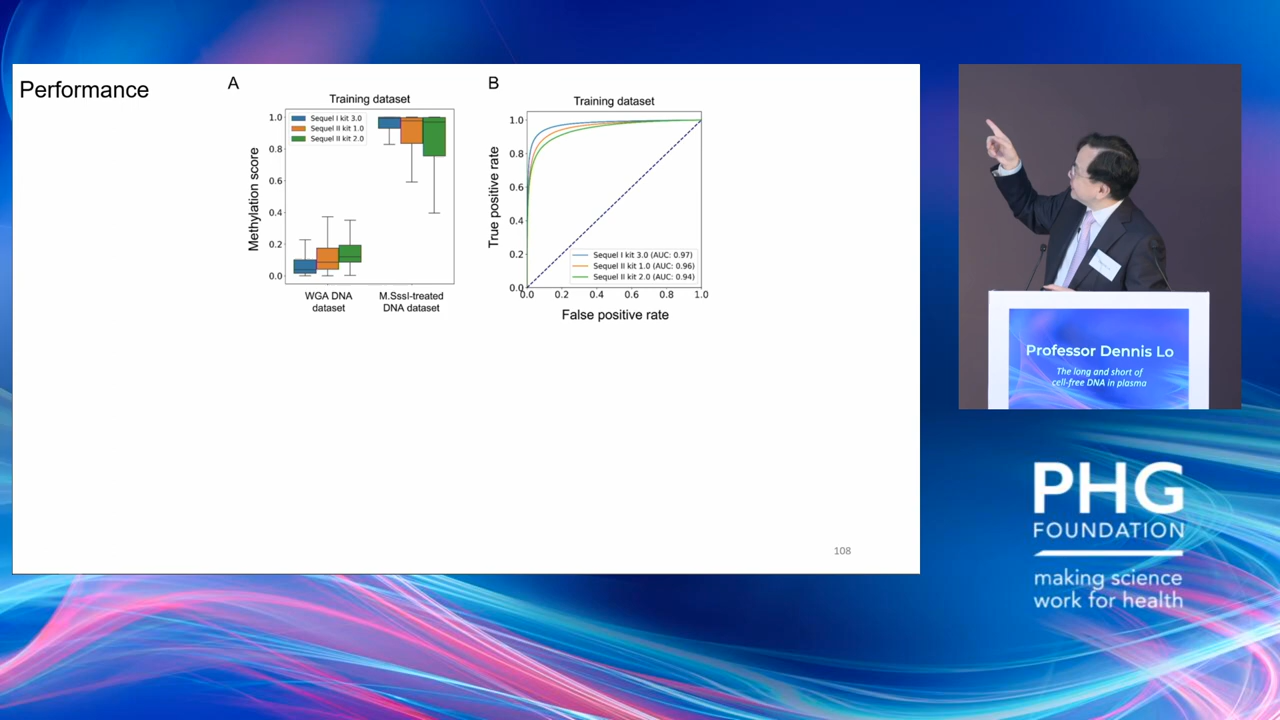 Performance
A
Training dataset
Sequel I kit 3.0
Sequel II kit 1.0
Sequel II kit 2.0
Methylation score
1.0
0.8
0.6
0.4
0.2
0.0
WGA DNA
dataset
M.SssI-treated
DNA dataset
B
Training dataset
True positive rate
1.0
0.8
0.6
0.4
0.2
0.0
Sequel I kit 3.0 (AUC: 0.97)
Sequel II kit 1.0 (AUC: 0.96)
Sequel II kit 2.0 (AUC: 0.94)
0.0 0.2 0.4 0.6 0.8 1.0
False positive rate
108
Professor Dennis Lo
The long and short of
cell-free DNA in plasma
PHG
FOUNDATION
making science
work for health